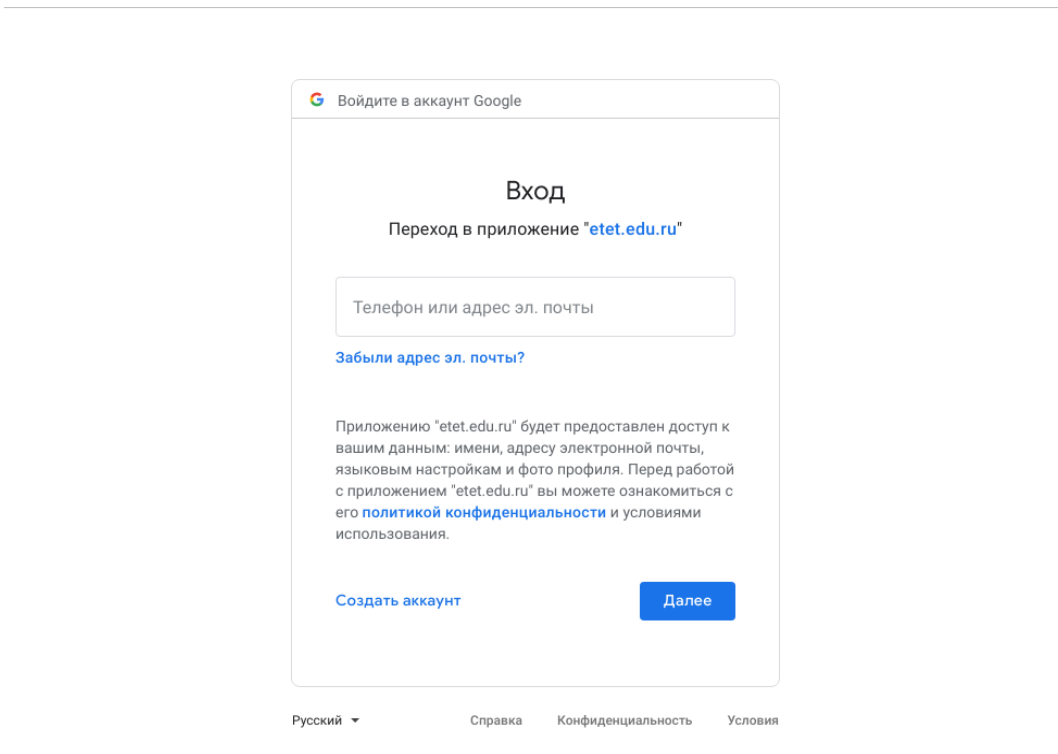 Войдите в аккаунт Google
Вход
Переход в приложение "etet.edu.ru"
Телефон или адрес эл. почты
Забыли адрес эл. почты?
Приложению "etet.edu.ru" будет предоставлен доступ к
вашим данным: имени, адресу электронной почты,
языковым настройкам и фото профиля. Перед работой
с приложением "etet.edu.ru" вы можете ознакомиться с
его политикой конфиденциальности и условиями
использования.
Создать аккаунт Далее
Русский Справка Конфиденциальность Условия